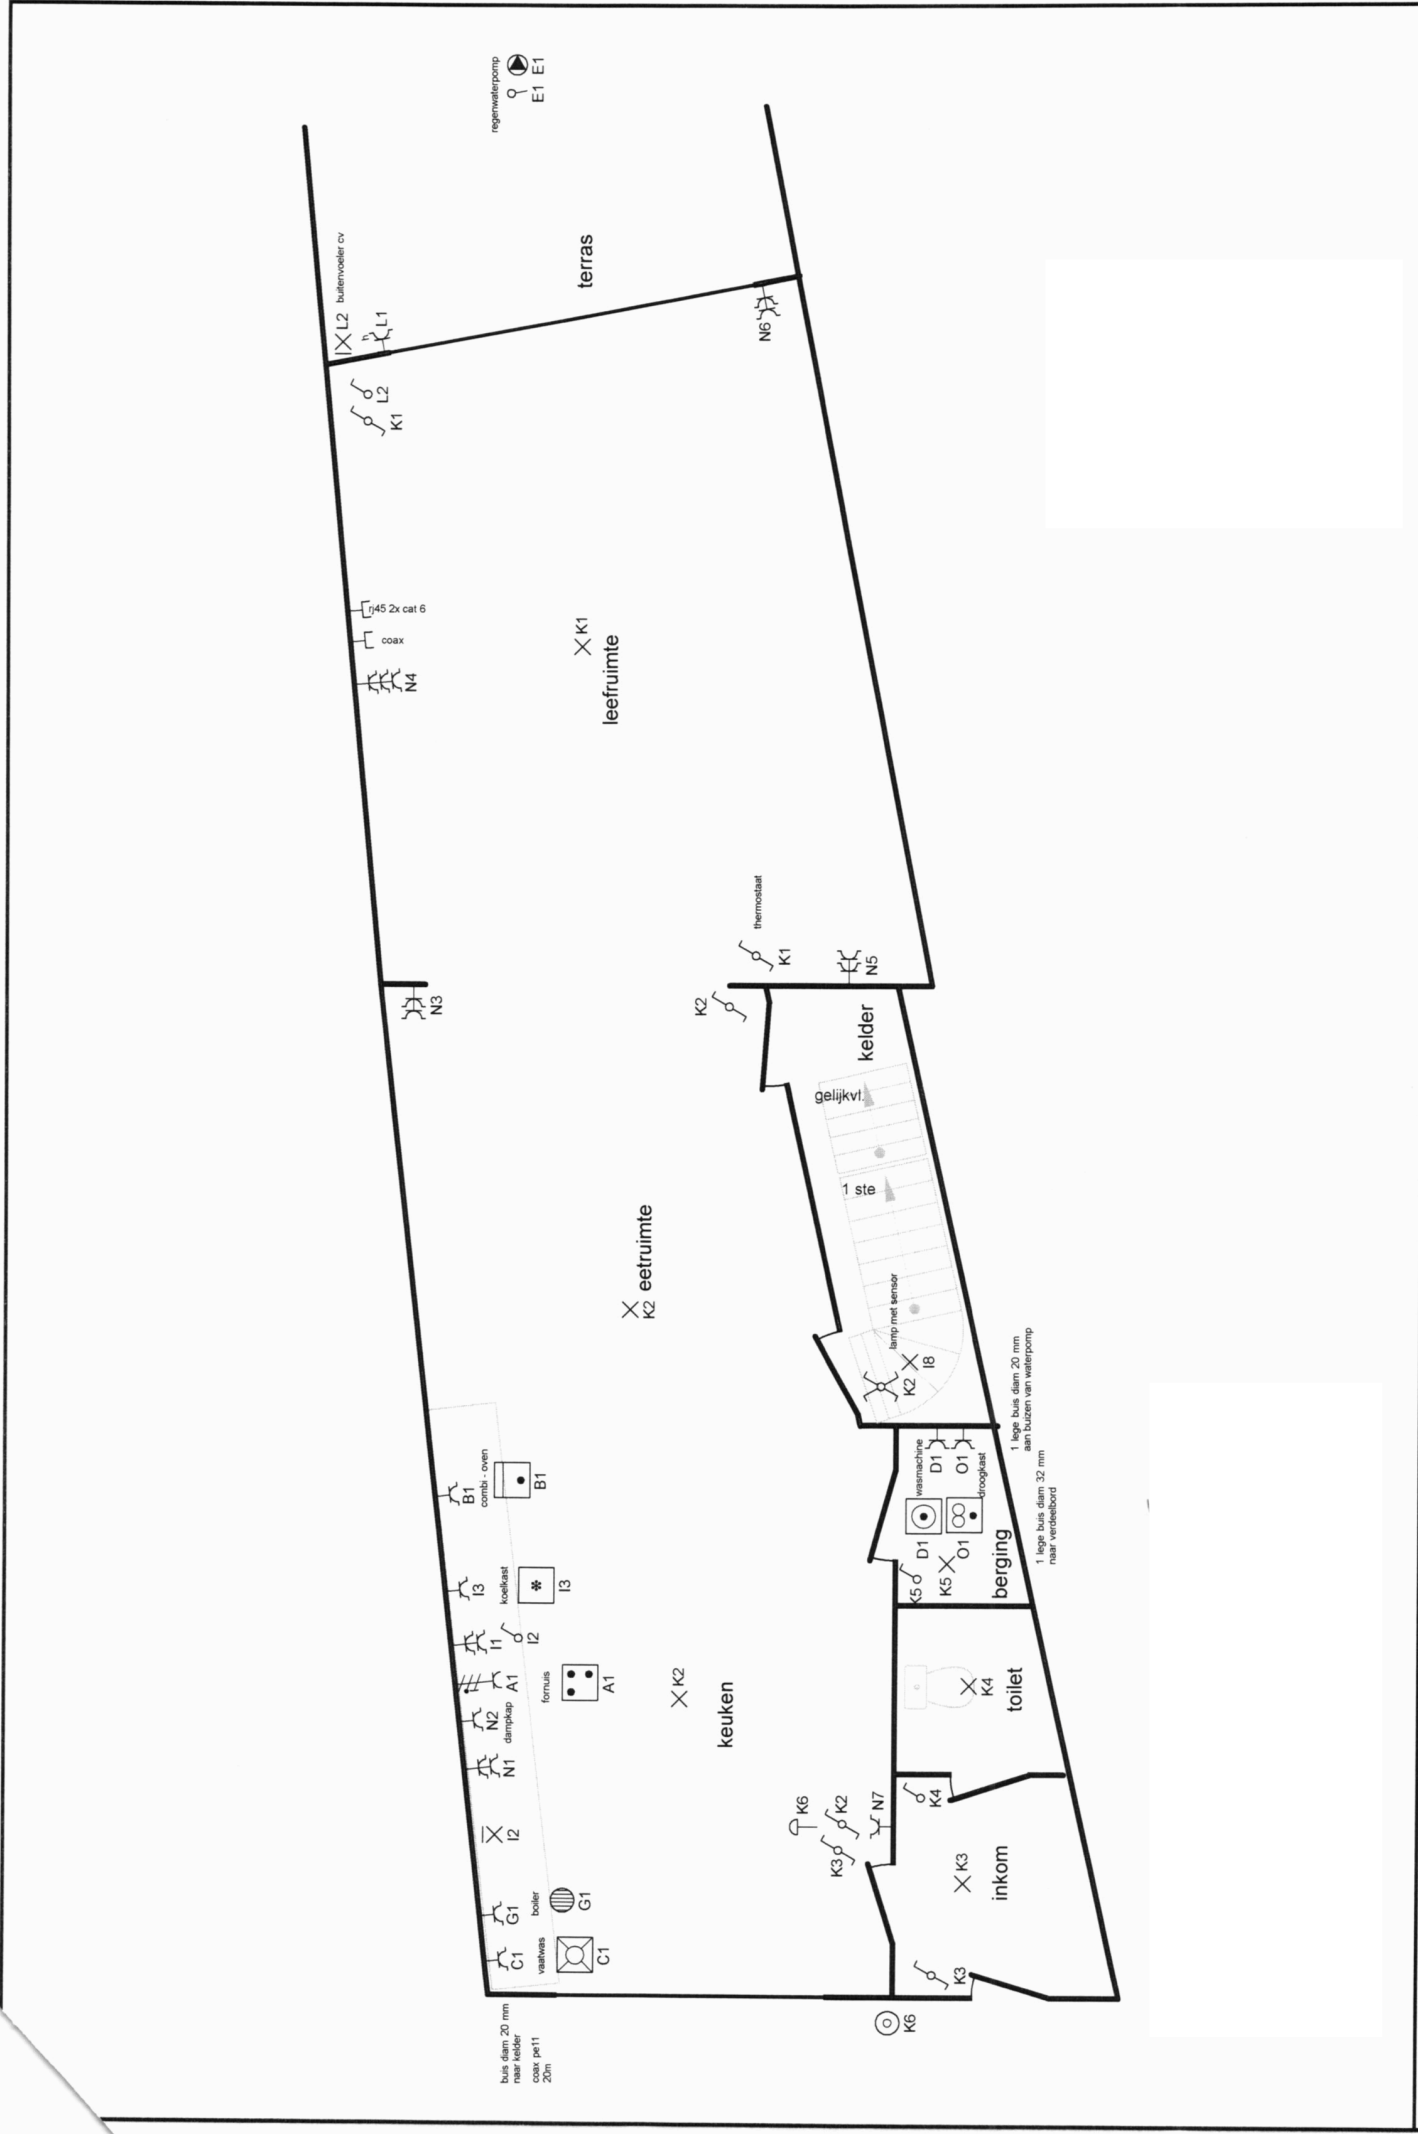 regenwaterpomp
E1
E1
L2
buitenvoeler cv
L1
terras
N6
L2
K1
rj45 2x cat 6
coax
N4
K1
leefruimte
thermostaat
K1
N5
N3
K2
kelder
gelijkvl.
1 ste
K2
eetruimte
lamp met sensor
I8
K2
1 lege buis diam 20 mm
aan buizen van waterpomp
1 lege buis diam 32 mm
naar verdeelbord
B1
combi - oven
B1
wasmachine
D1
O1
droogkast
D1
O1
K5
K5
berging
I3
koelkast
I3
I1
I2
A1
fornuis
A1
N2
dampkap
N1
K2
keuken
K4
toilet
K6
K2
K3
N7
K4
I2
K3
inkom
G1
boiler
G1
C1
vaatwas
C1
K3
K6
buis diam 20 mm
naar kelder
coax pe11
20m